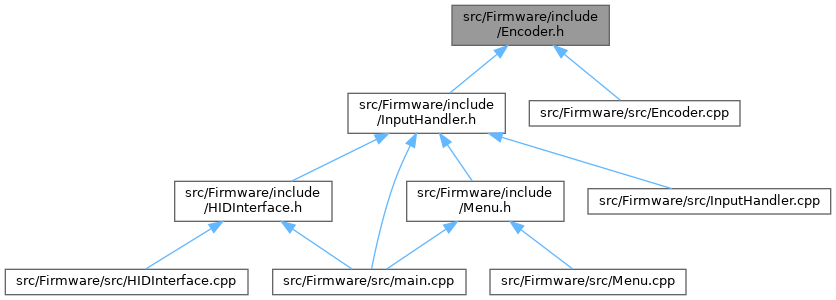 src/Firmware/include
/Encoder.h
src/Firmware/include
/InputHandler.h
src/Firmware/src/Encoder.cpp
src/Firmware/include
/HIDInterface.h
src/Firmware/include
/Menu.h
src/Firmware/src/InputHandler.cpp
src/Firmware/src/HIDInterface.cpp
src/Firmware/src/main.cpp
src/Firmware/src/Menu.cpp